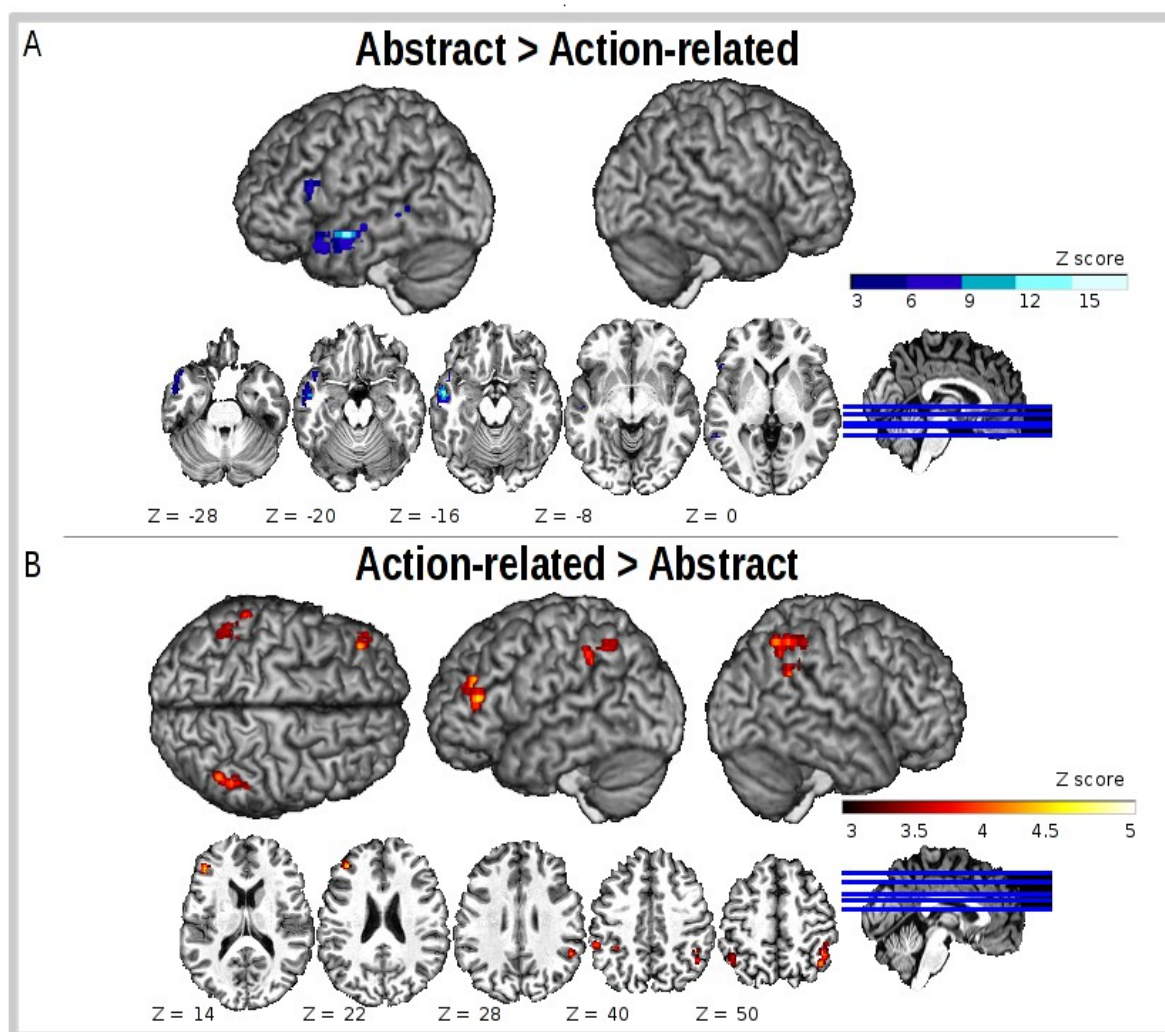 A
Abstract > Action-related
Z score
3 6 9 12 15
Z = -28 Z = -20 Z = -16 Z = -8 Z = 0
B
Action-related > Abstract
Z score
3 3.5 4 4.5 5
Z = 14 Z = 22 Z = 28 Z = 40 Z = 50